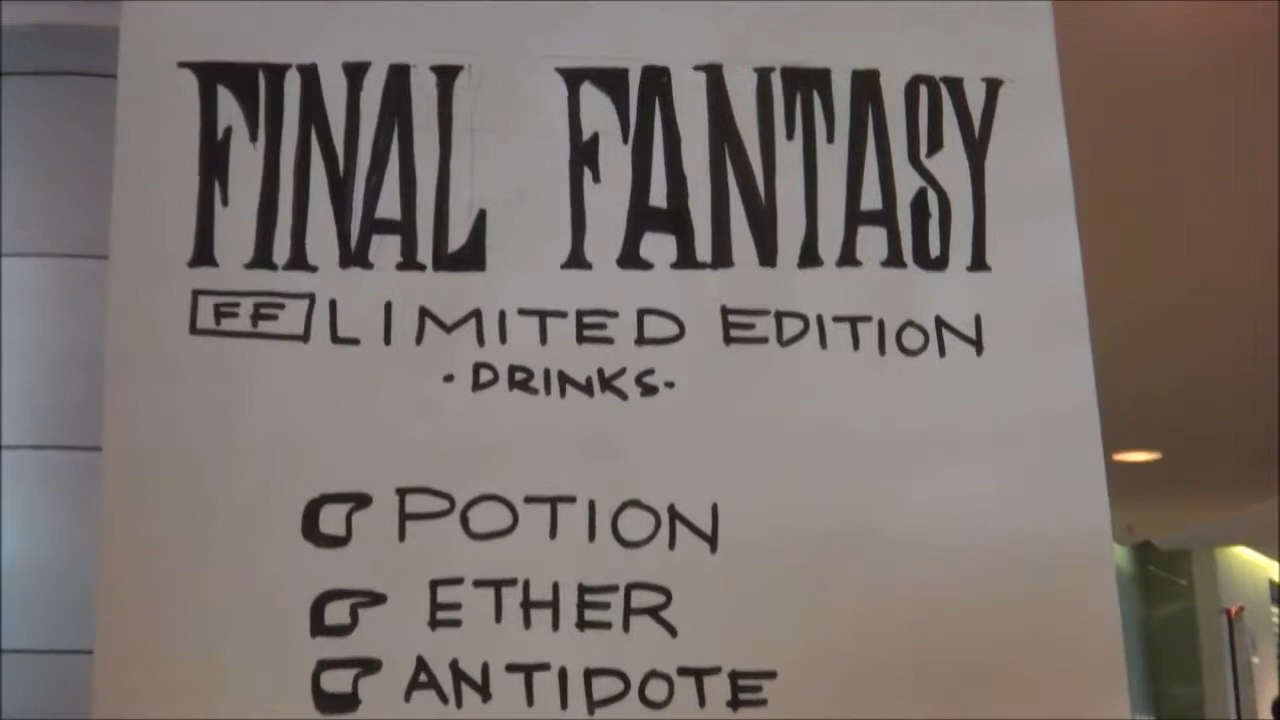 FINAL FANTASY
FF LIMITED EDITION
·DRINKS·
POTION
ETHER
ANTIDOTE